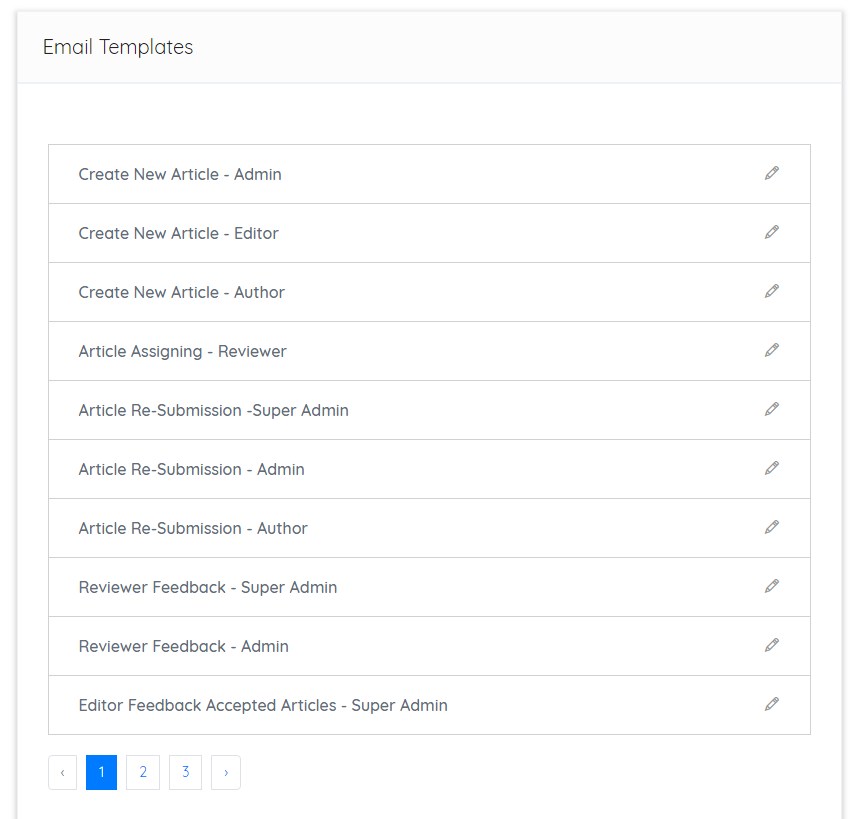 Email Templates
Create New Article - Admin
Create New Article - Editor
Create New Article - Author
Article Assigning - Reviewer
Article Re-Submission -Super Admin
Article Re-Submission - Admin
Article Re-Submission - Author
Reviewer Feedback - Super Admin
Reviewer Feedback - Admin
Editor Feedback Accepted Articles - Super Admin
‹ 1 2 3 ›